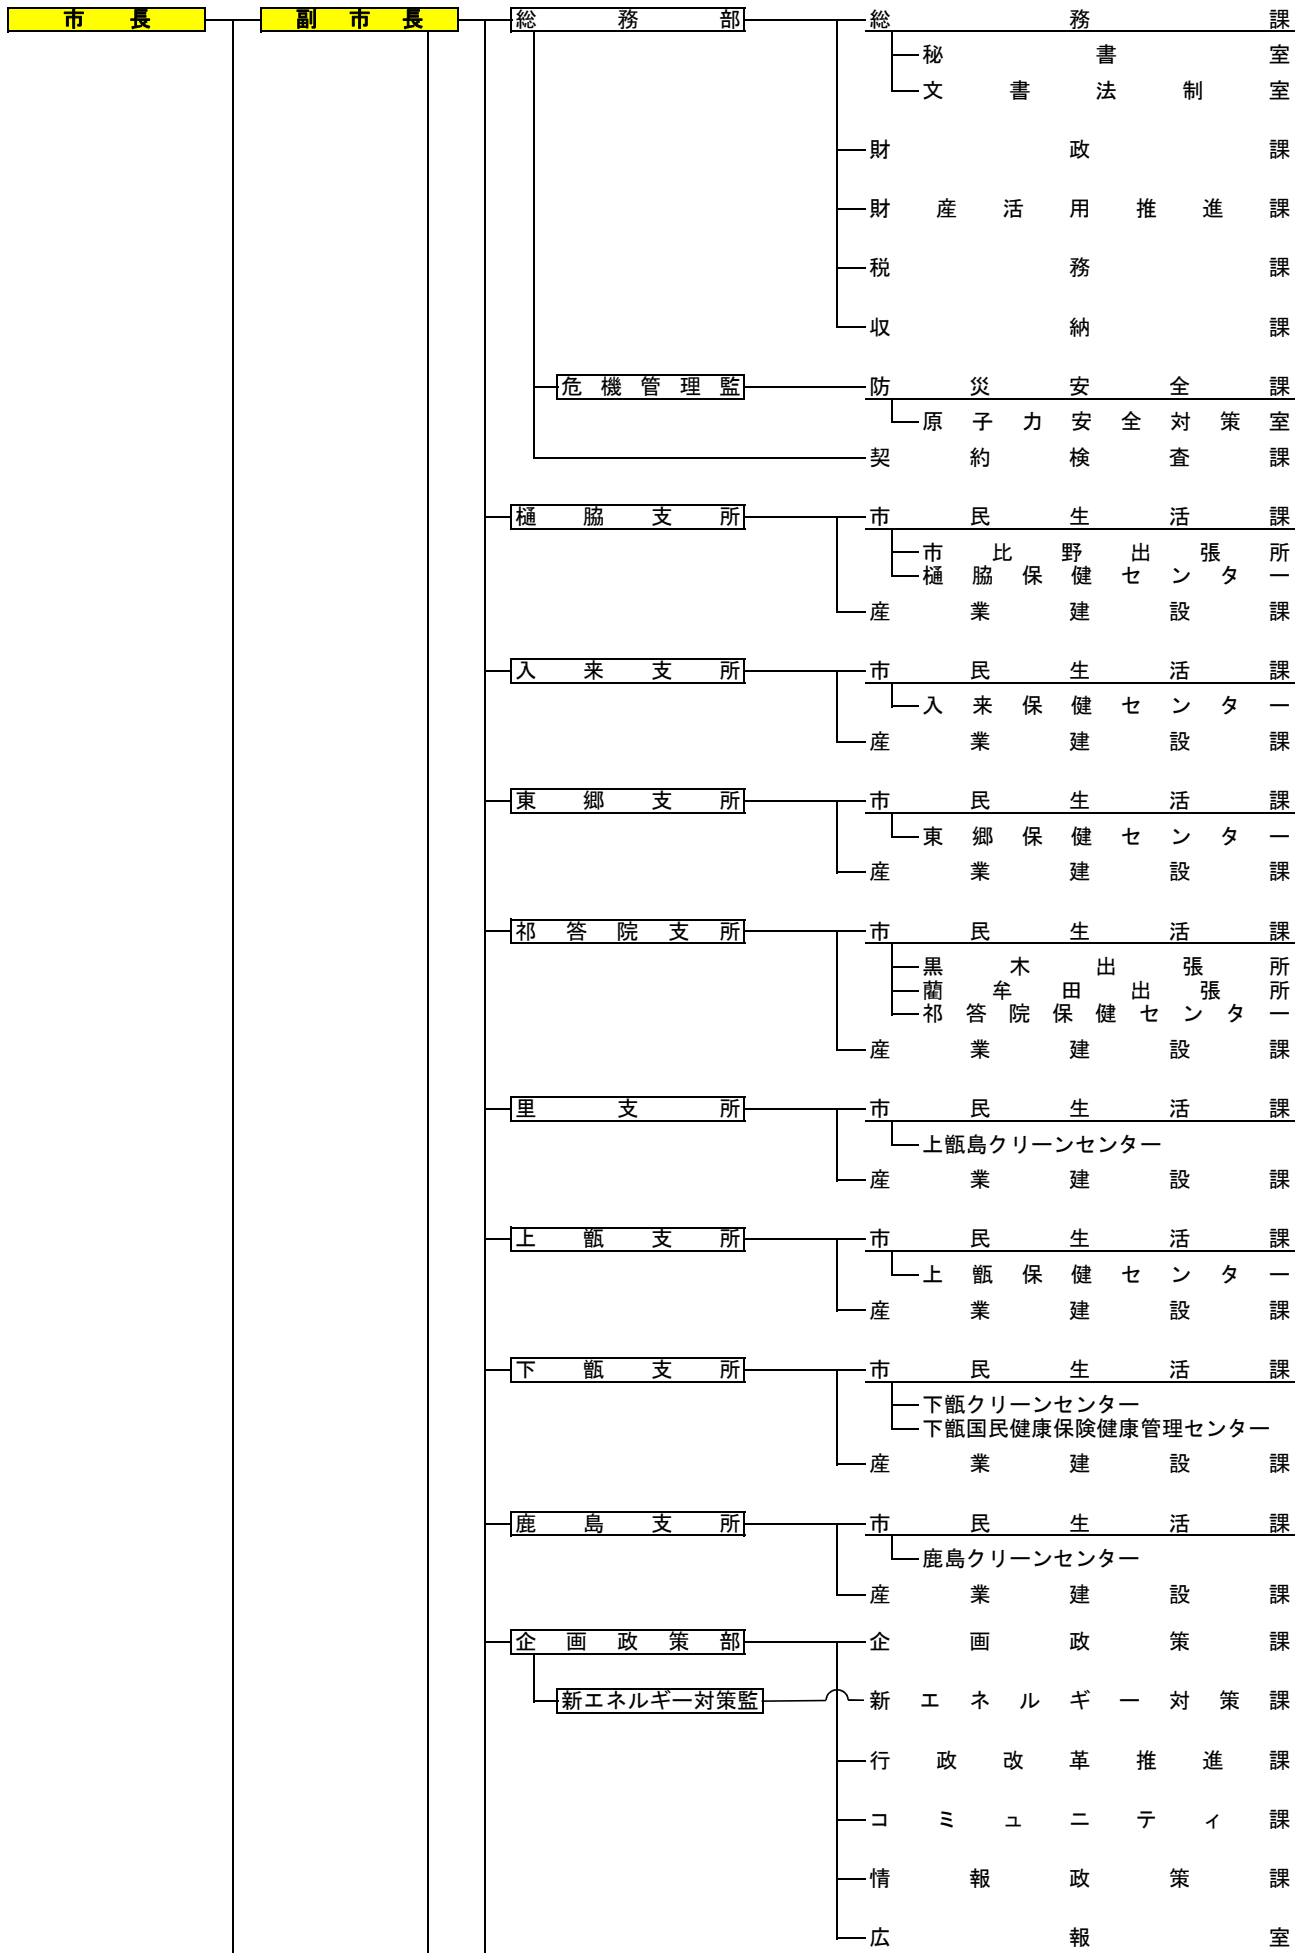 市長 副市長 総務部 総務課
秘書室
文書法制室
財政課
財産活用推進課
税務課
収納課
危機管理監 防災安全課
原子力安全対策室
契約検査課
樋脇支所 市民生活課
市比野出張所
樋脇保健センター
産業建設課
入来支所 市民生活課
入来保健センター
産業建設課
東郷支所 市民生活課
東郷保健センター
産業建設課
祁答院支所 市民生活課
黒木出張所
藺牟田出張所
祁答院保健センター
産業建設課
里支所 市民生活課
上甑島クリーンセンター
産業建設課
上甑支所 市民生活課
上甑保健センター
産業建設課
下甑支所 市民生活課
下甑クリーンセンター
下甑国民健康保険健康管理センター
産業建設課
鹿島支所 市民生活課
鹿島クリーンセンター
産業建設課
企画政策部 企画政策課
新エネルギー対策監 新エネルギー対策課
行政改革推進課
コミュニティ課
情報政策課
広報室